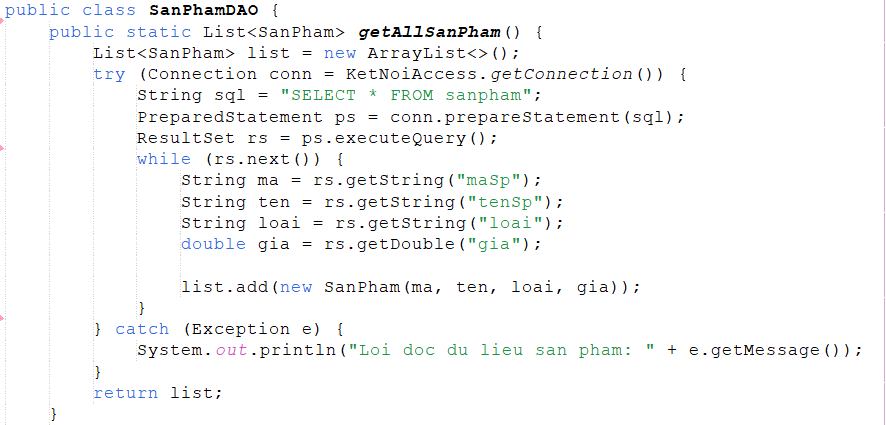 public class SanPhamDAO {
    public static List<SanPham> getAllSanPham() {
        List<SanPham> list = new ArrayList<>();
        try (Connection conn = KetNoiAccess.getConnection()) {
            String sql = "SELECT * FROM sanpham";
            PreparedStatement ps = conn.prepareStatement(sql);
            ResultSet rs = ps.executeQuery();
            while (rs.next()) {
                String ma = rs.getString("maSp");
                String ten = rs.getString("tenSp");
                String loai = rs.getString("loai");
                double gia = rs.getDouble("gia");

                list.add(new SanPham(ma, ten, loai, gia));
            }
        } catch (Exception e) {
            System.out.println("Loi doc du lieu san pham: " + e.getMessage());
        }
        return list;
    }